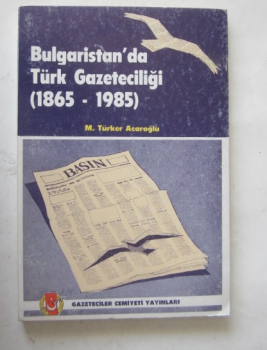 Bulgaristan'da
Türk Gazeteciliği
(1865 - 1985)
M. Türker Acaroğlu
BASIN
GAZETECİLER CEMİYETİ YAYINLARI